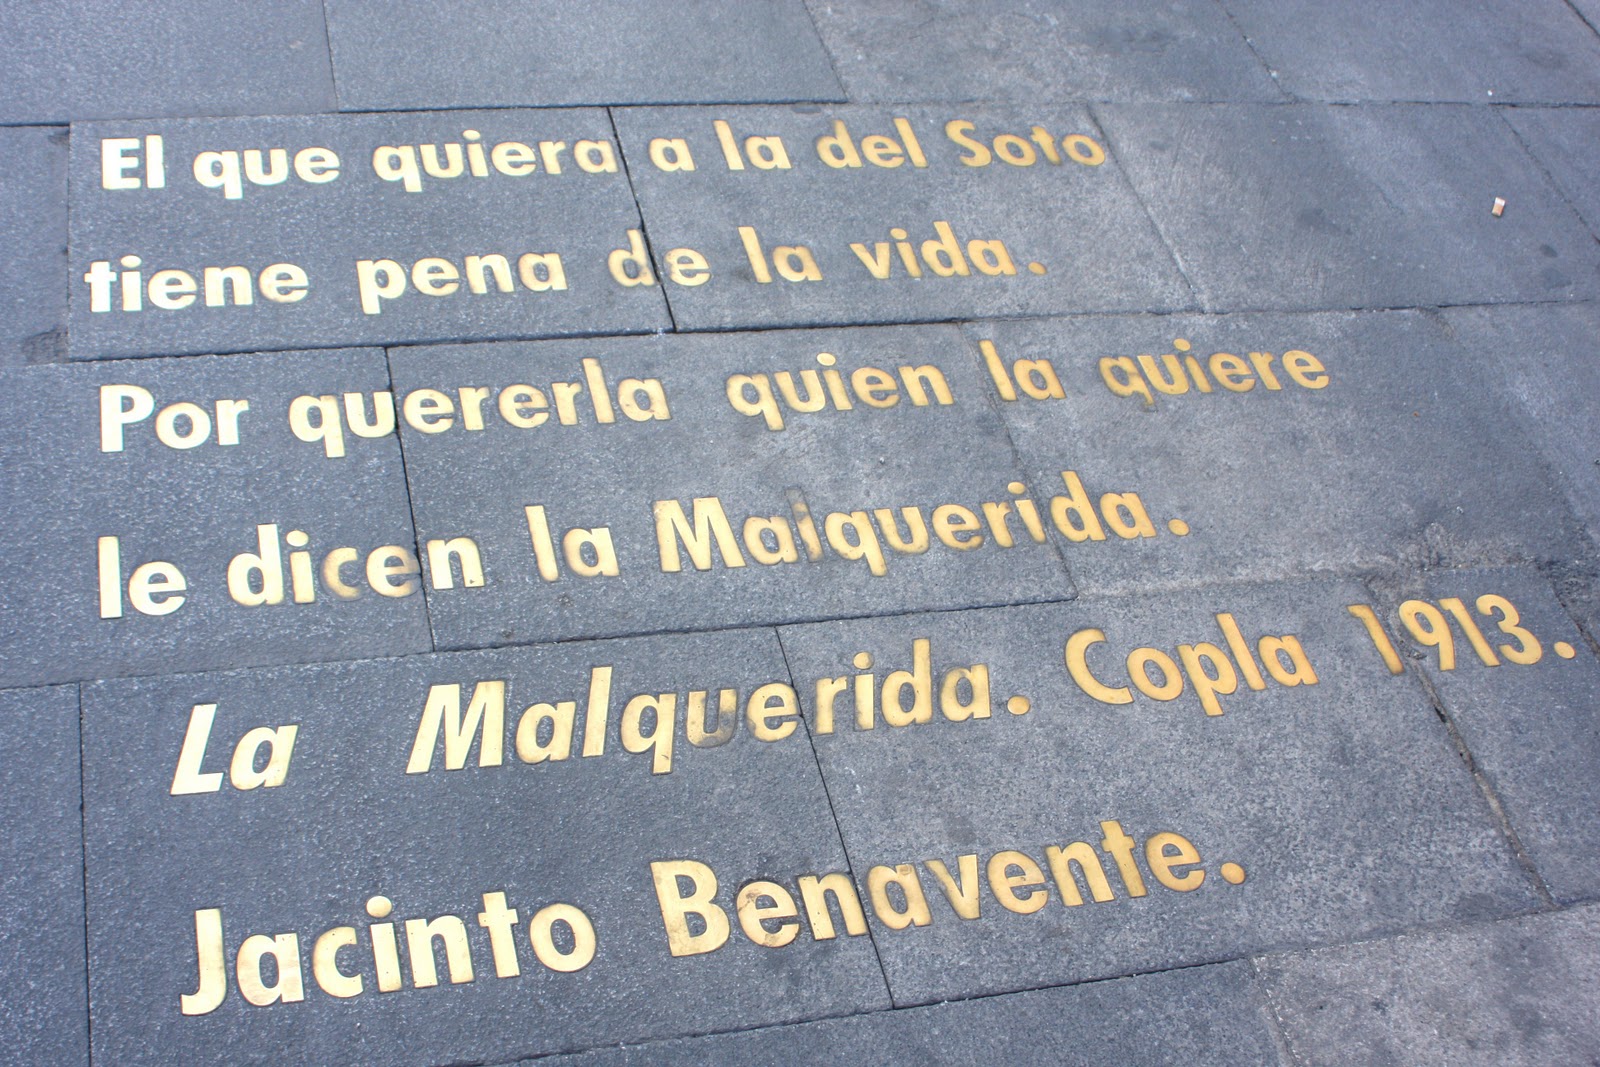 El que quiera a la del Soto
tiene pena de la vida.
Por quererla quien la quiere
le dicen la Malquerida.
La Malquerida. Copla 1913.
Jacinto Benavente.